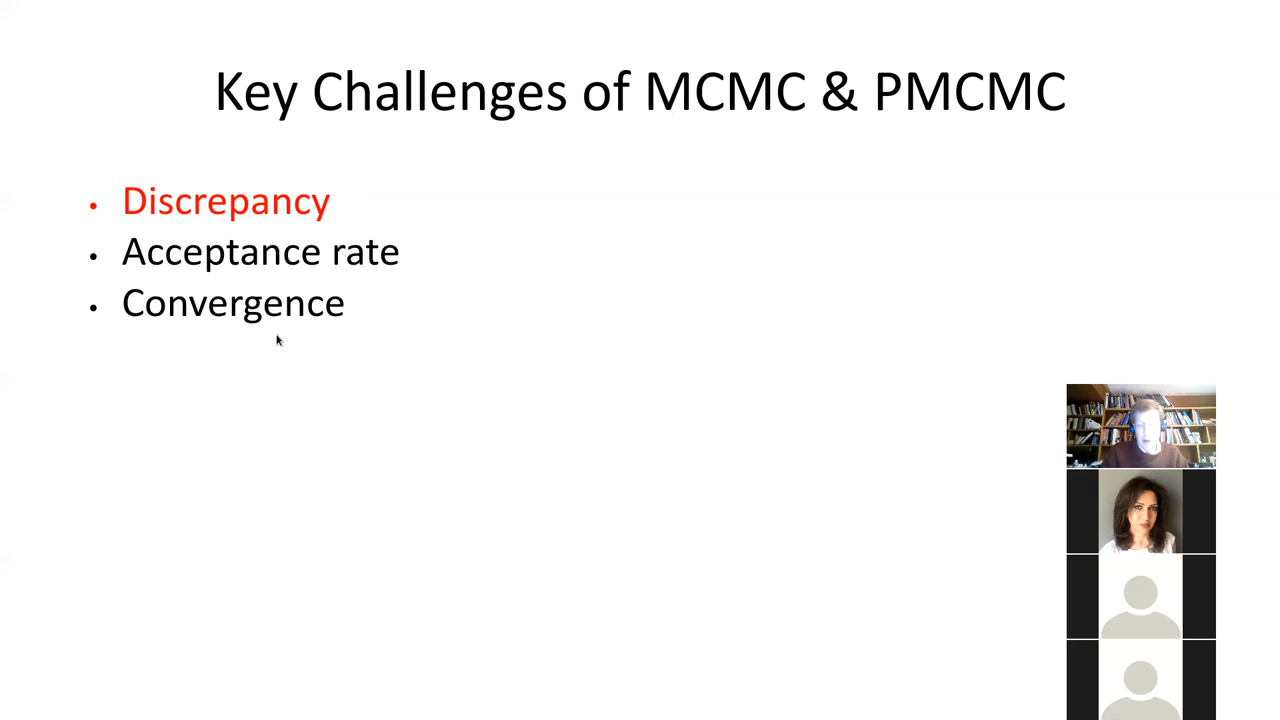 Key Challenges of MCMC & PMCMC
• Discrepancy
• Acceptance rate
• Convergence